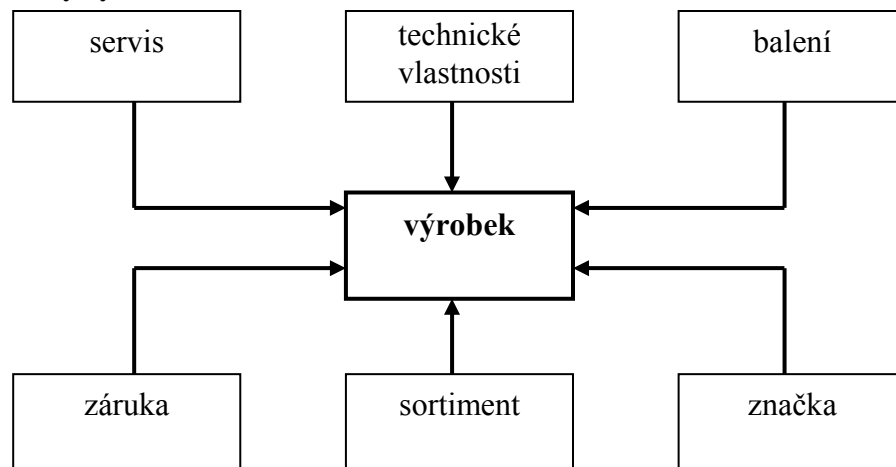 servis
technické
vlastnosti
balení
výrobek
záruka
sortiment
značka